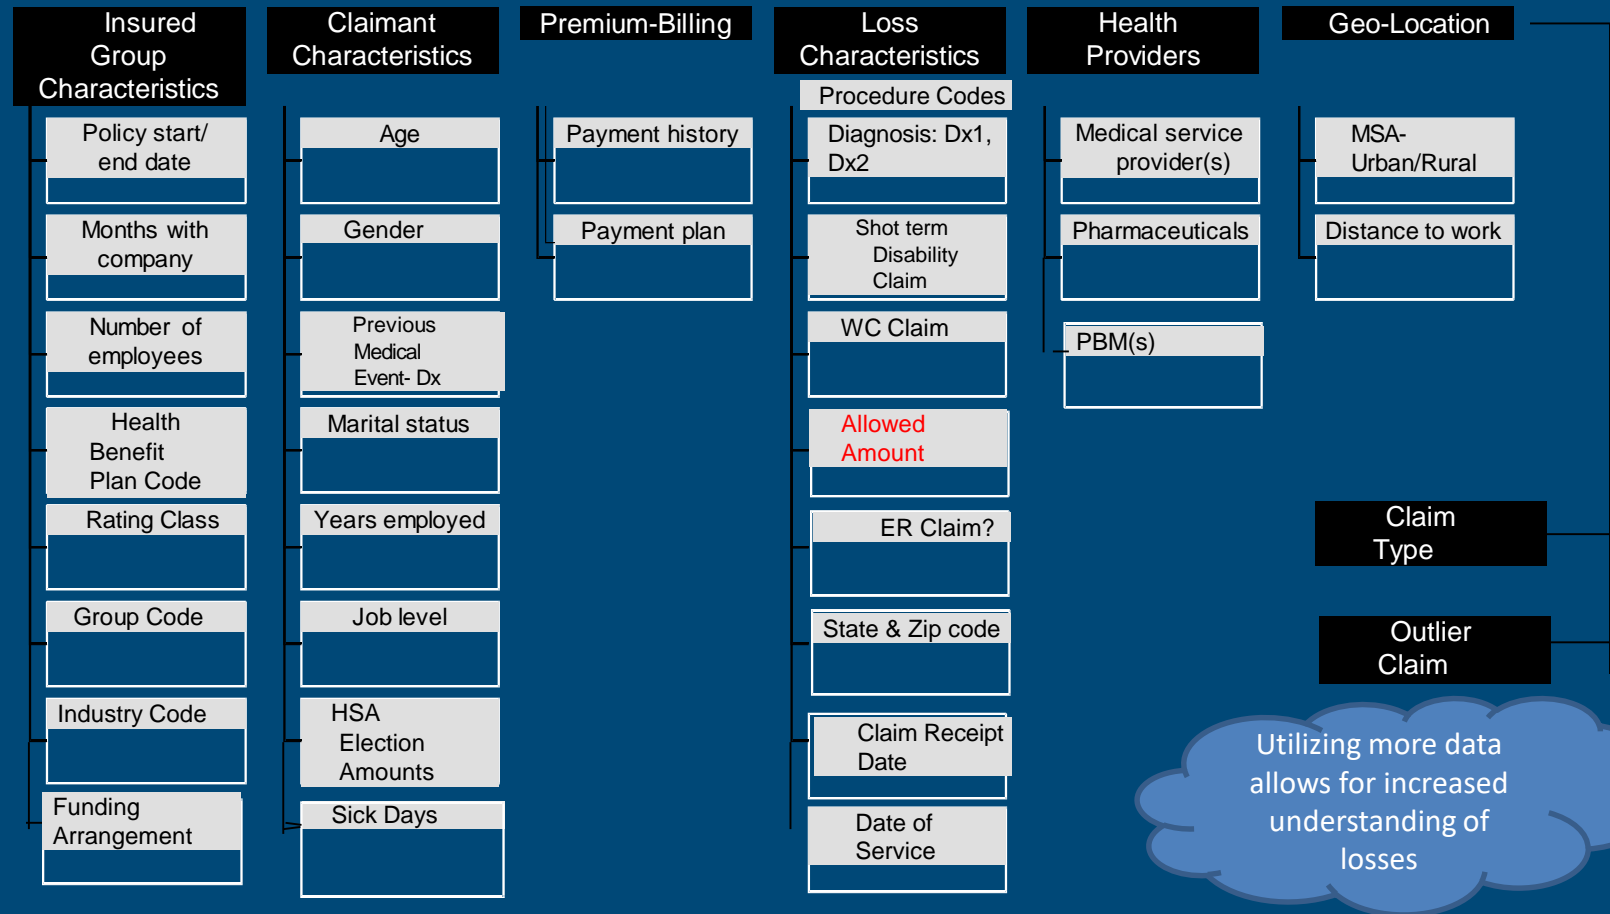 Insured
Group
Characteristics
Policy start/
end date
Months with
company
Number of
employees
Health
Benefit
Plan Code
Rating Class
Group Code
Industry Code
Funding
Arrangement
Claimant
Characteristics
Age
Gender
Previous
Medical
Event- Dx
Marital status
Years employed
Job level
HSA
Election
Amounts
Sick Days
Premium-Billing
Payment history
Payment plan
Loss
Characteristics
Procedure Codes
Diagnosis: Dx1,
Dx2
Shot term
Disability
Claim
WC Claim
Allowed
Amount
ER Claim?
State & Zip code
Claim Receipt
Date
Date of
Service
Health
Providers
Medical service
provider(s)
Pharmaceuticals
PBM(s)
Geo-Location
MSA-
Urban/Rural
Distance to work
Claim
Type
Outlier
Claim
Utilizing more data
allows for increased
understanding of
losses